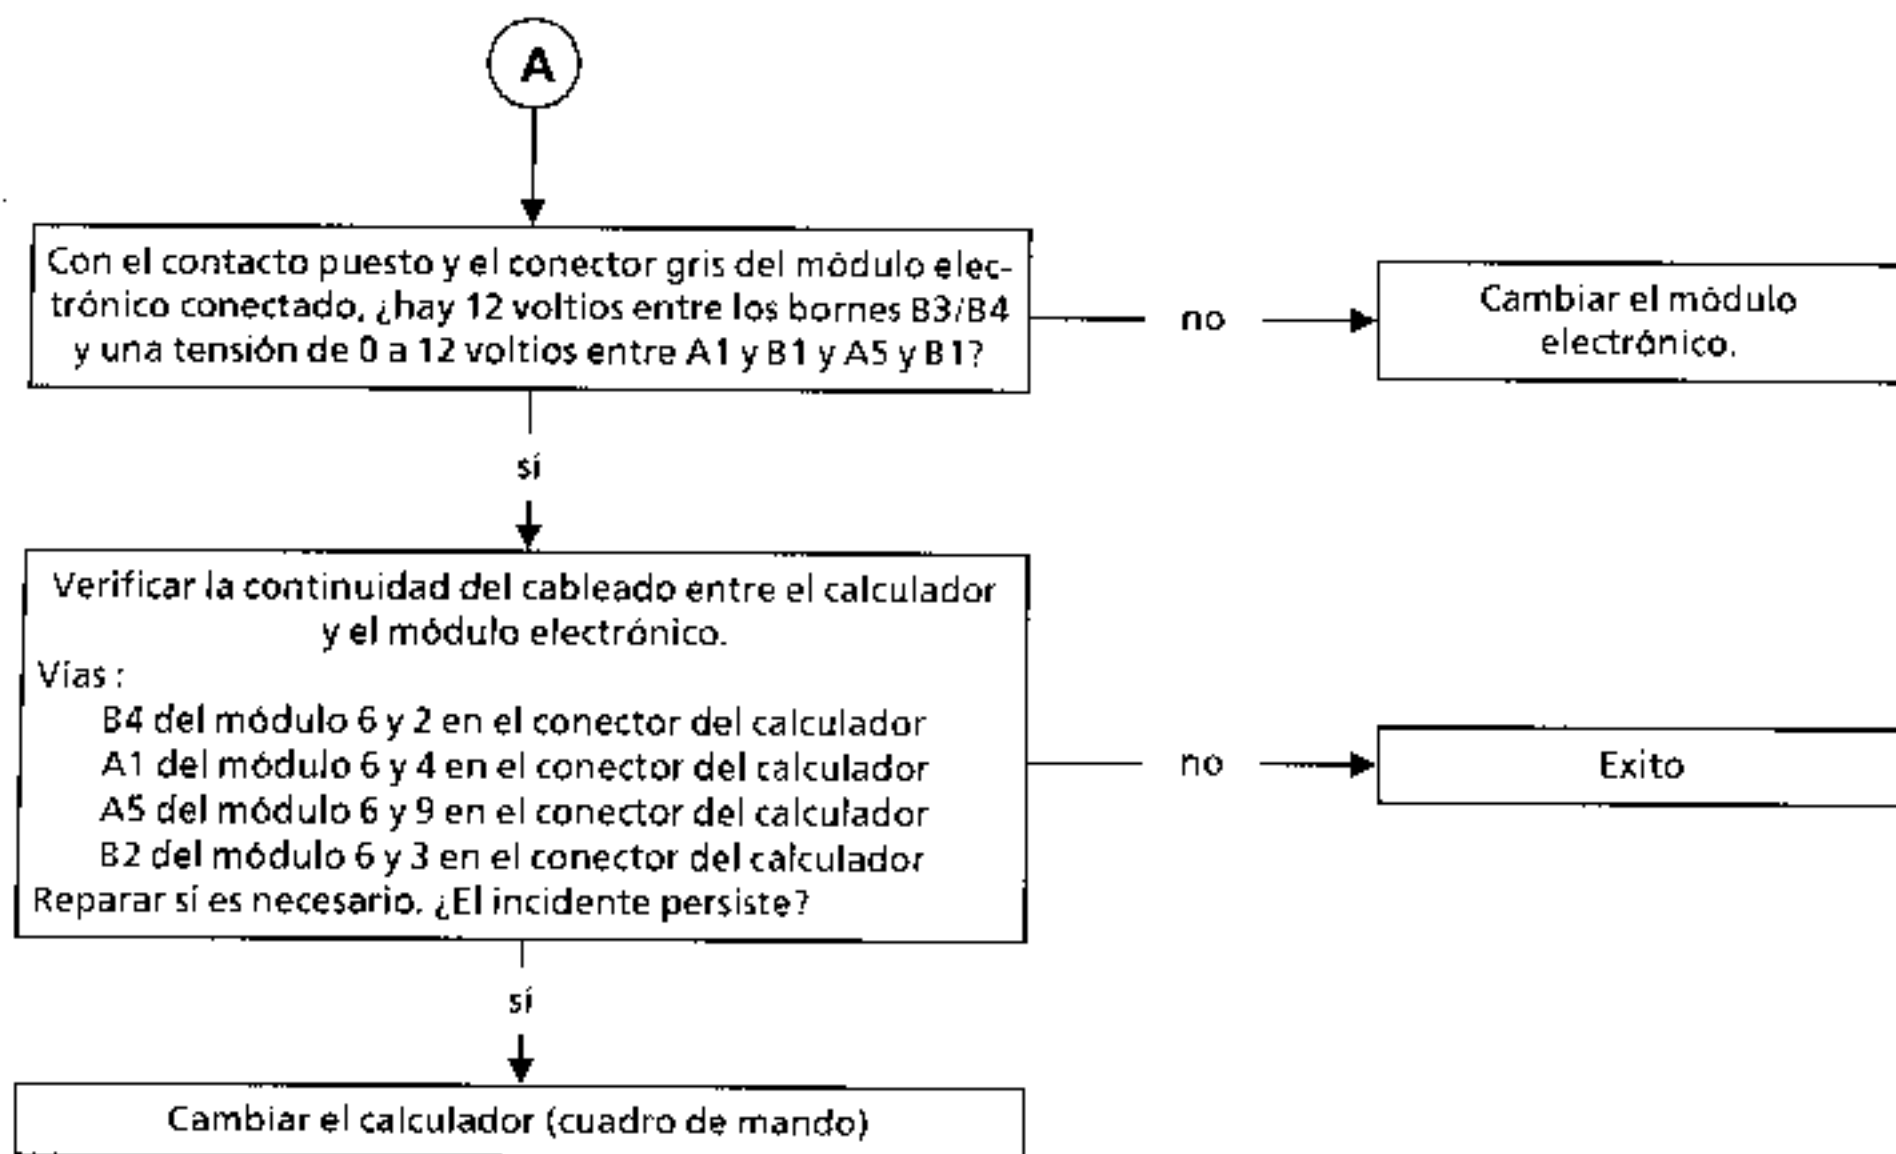 A
Con el contacto puesto y el conector gris del módulo elec-
trónico conectado, ¿hay 12 voltios entre los bornes B3/B4
y una tensión de 0 a 12 voltios entre A1 y B1 y A5 y B1?
no
Cambiar el módulo
electrónico.
sí
Verificar la continuidad del cableado entre el calculador
y el módulo electrónico.
Vías :
B4 del módulo 6 y 2 en el conector del calculador
A1 del módulo 6 y 4 en el conector del calculador
A5 del módulo 6 y 9 en el conector del calculador
B2 del módulo 6 y 3 en el conector del calculador
Reparar sí es necesario. ¿El incidente persiste?
no
Exito
sí
Cambiar el calculador (cuadro de mando)